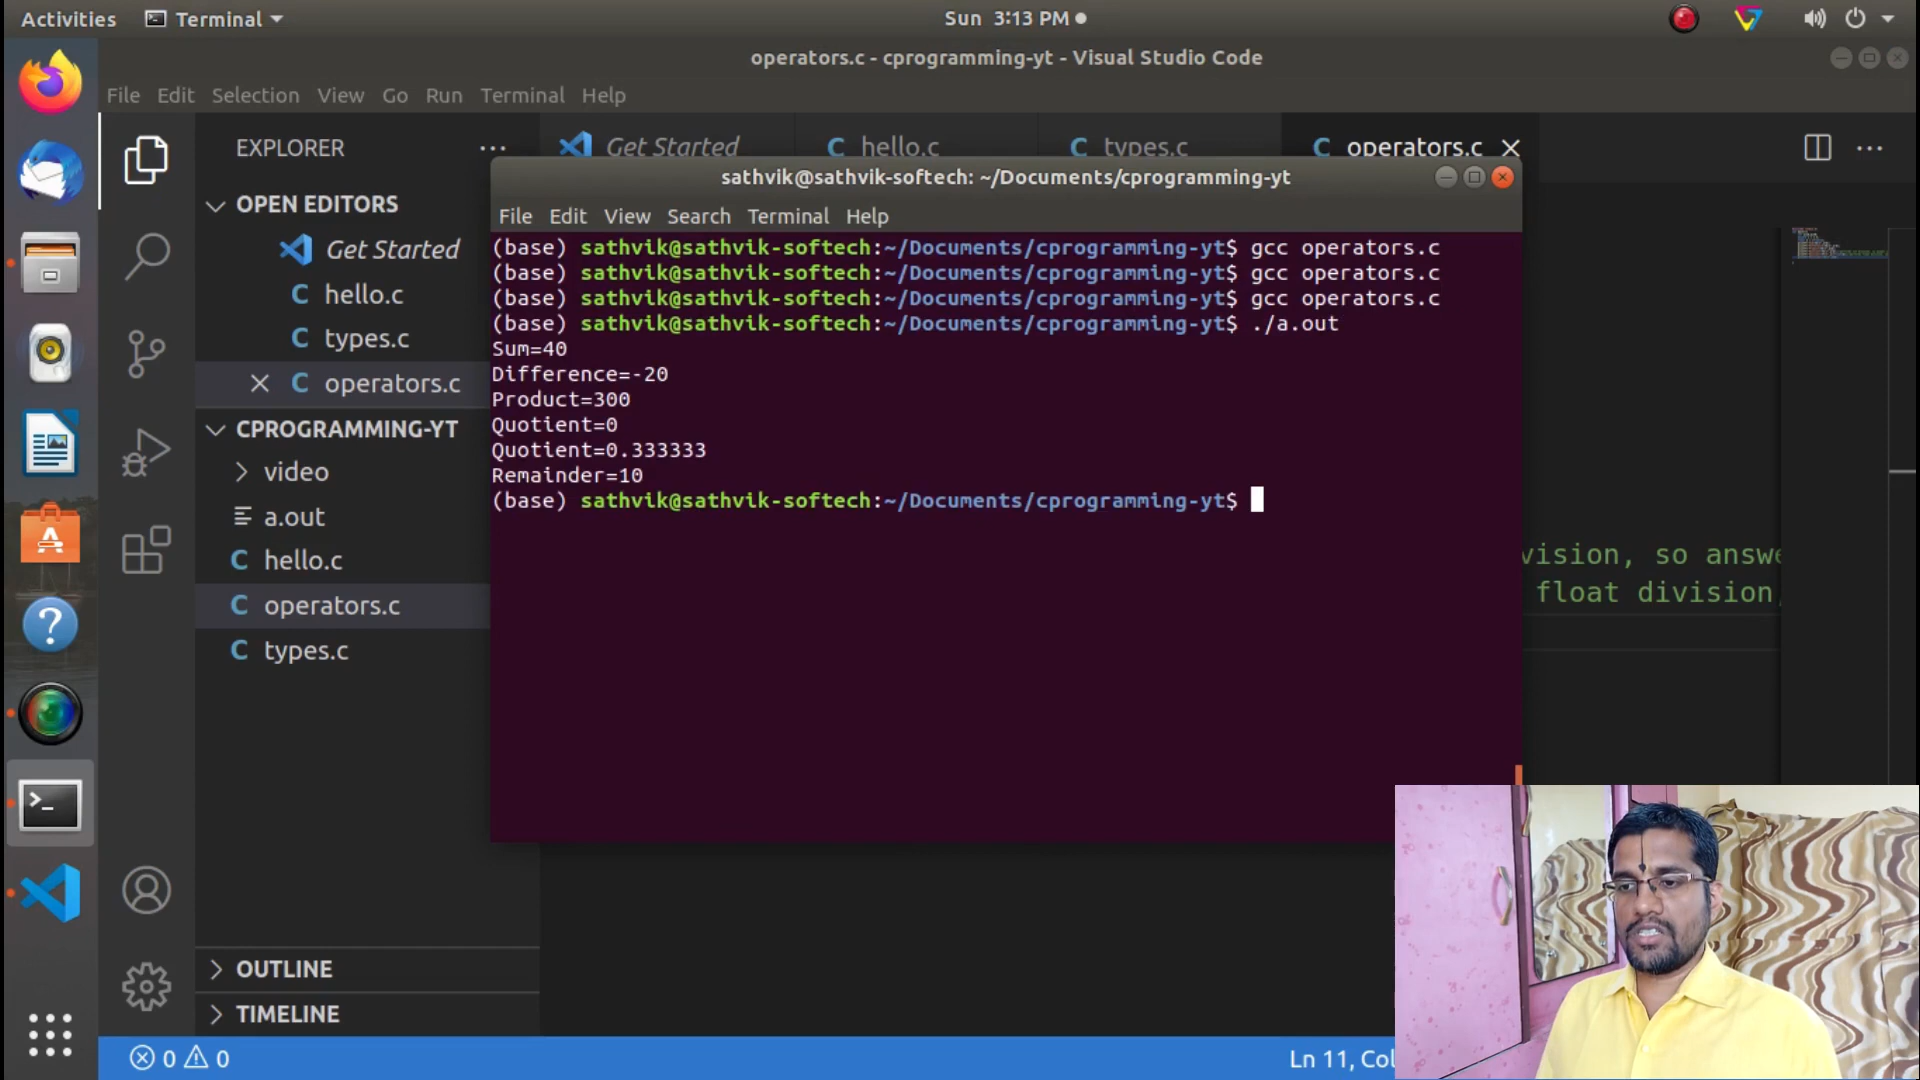 Activities Terminal Sun 3:13 PM
operators.c - cprogramming-yt - Visual Studio Code
File Edit Selection View Go Run Terminal Help
EXPLORER ... Get Started hello.c types.c operators.c
OPEN EDITORS
Get Started
hello.c
types.c
operators.c
CPROGRAMMING-YT
video
a.out
hello.c
operators.c
types.c
OUTLINE
TIMELINE
sathvik@sathvik-softech: ~/Documents/cprogramming-yt
File Edit View Search Terminal Help
(base) sathvik@sathvik-softech:~/Documents/cprogramming-yt$ gcc operators.c
(base) sathvik@sathvik-softech:~/Documents/cprogramming-yt$ gcc operators.c
(base) sathvik@sathvik-softech:~/Documents/cprogramming-yt$ gcc operators.c
(base) sathvik@sathvik-softech:~/Documents/cprogramming-yt$ ./a.out
Sum=40
Difference=-20
Product=300
Quotient=0
Quotient=0.333333
Remainder=10
(base) sathvik@sathvik-softech:~/Documents/cprogramming-yt$
vision, so answe
float division,
0 0 Ln 11, Col